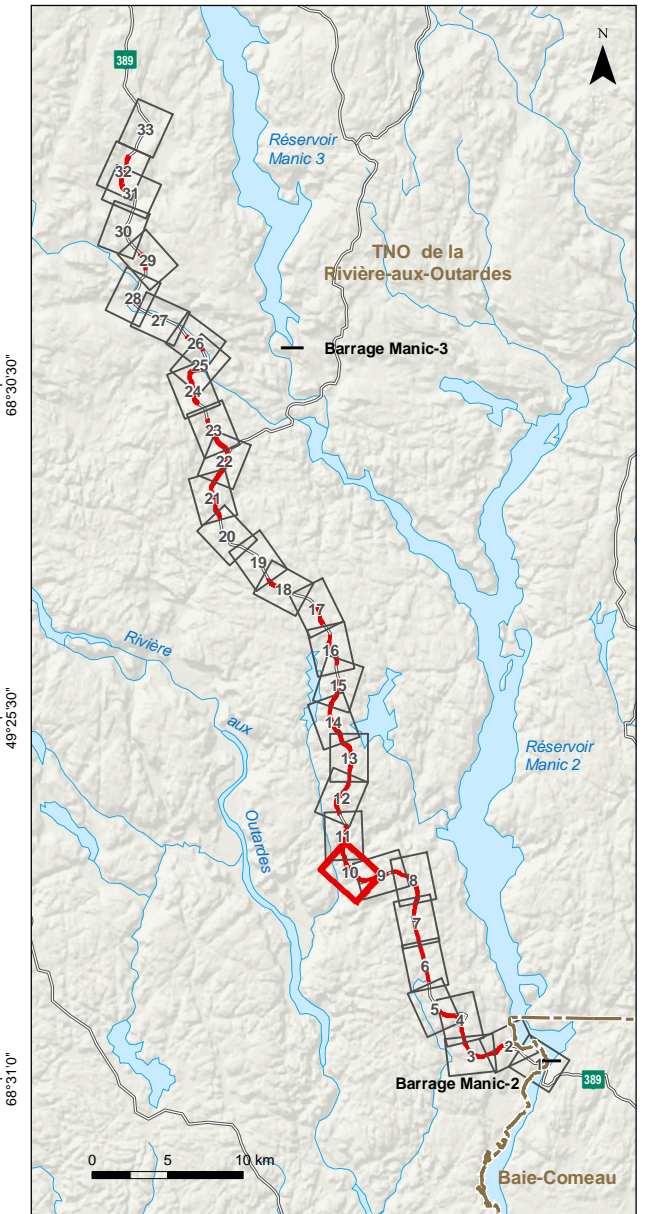 N
389
33
Réservoir
Manic 3
32
31
TNO de la
Rivière-aux-Outardes
30
29
28
27
26
Barrage Manic-3
25
24
68°30'30"
23
22
21
20
19
18
17
Rivière
16
15
49°25'30"
aux
14
Réservoir
Manic 2
13
12
Outardes
11
10
9
8
7
6
5
4
3
2
1
68°31'0"
Barrage Manic-2
389
0 5 10 km
Baie-Comeau